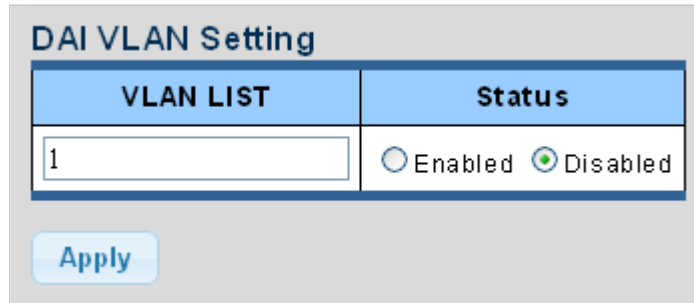 DAI VLAN Setting
VLAN LIST Status
1 Enabled Disabled
Apply